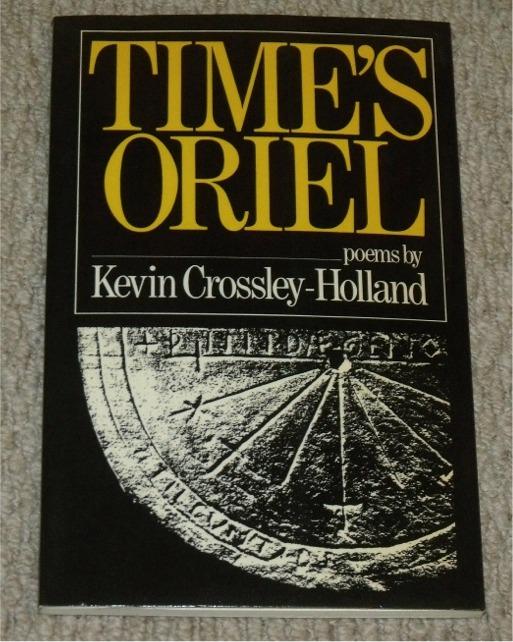 TIME'S
ORIEL
poems by
Kevin Crossley-Holland